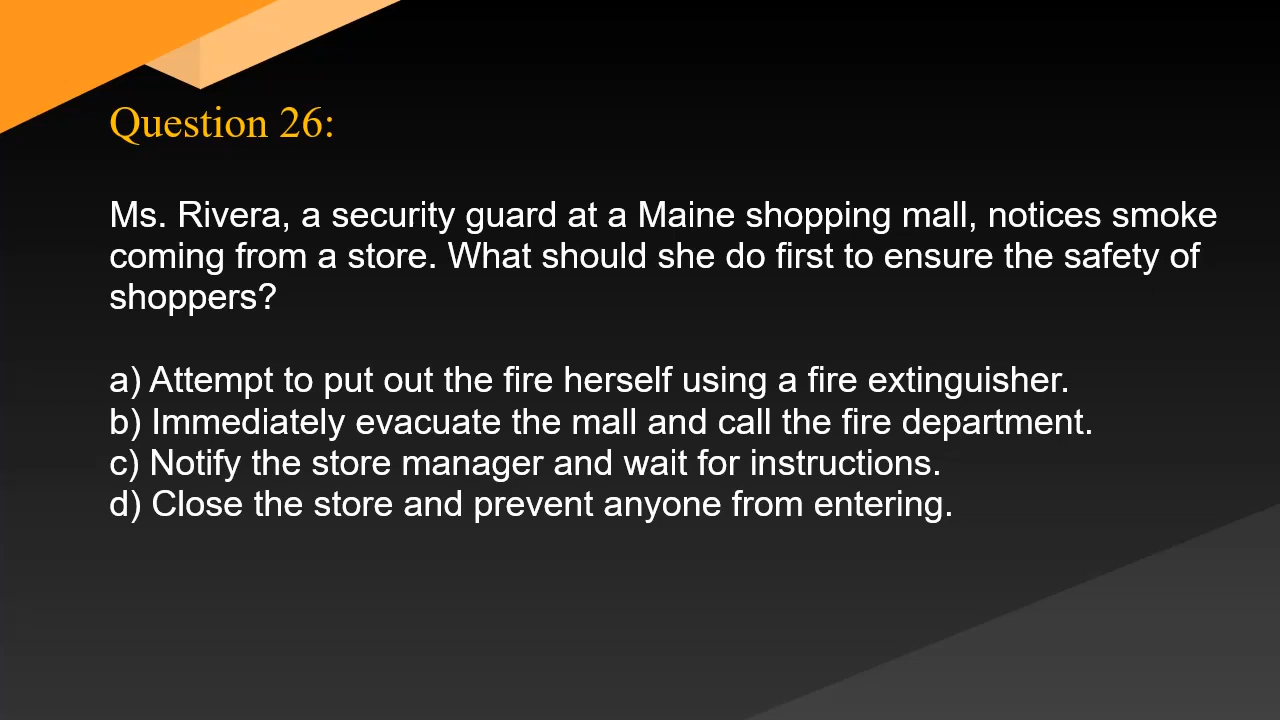 Question 26:
Ms. Rivera, a security guard at a Maine shopping mall, notices smoke
coming from a store. What should she do first to ensure the safety of
shoppers?
a) Attempt to put out the fire herself using a fire extinguisher.
b) Immediately evacuate the mall and call the fire department.
c) Notify the store manager and wait for instructions.
d) Close the store and prevent anyone from entering.